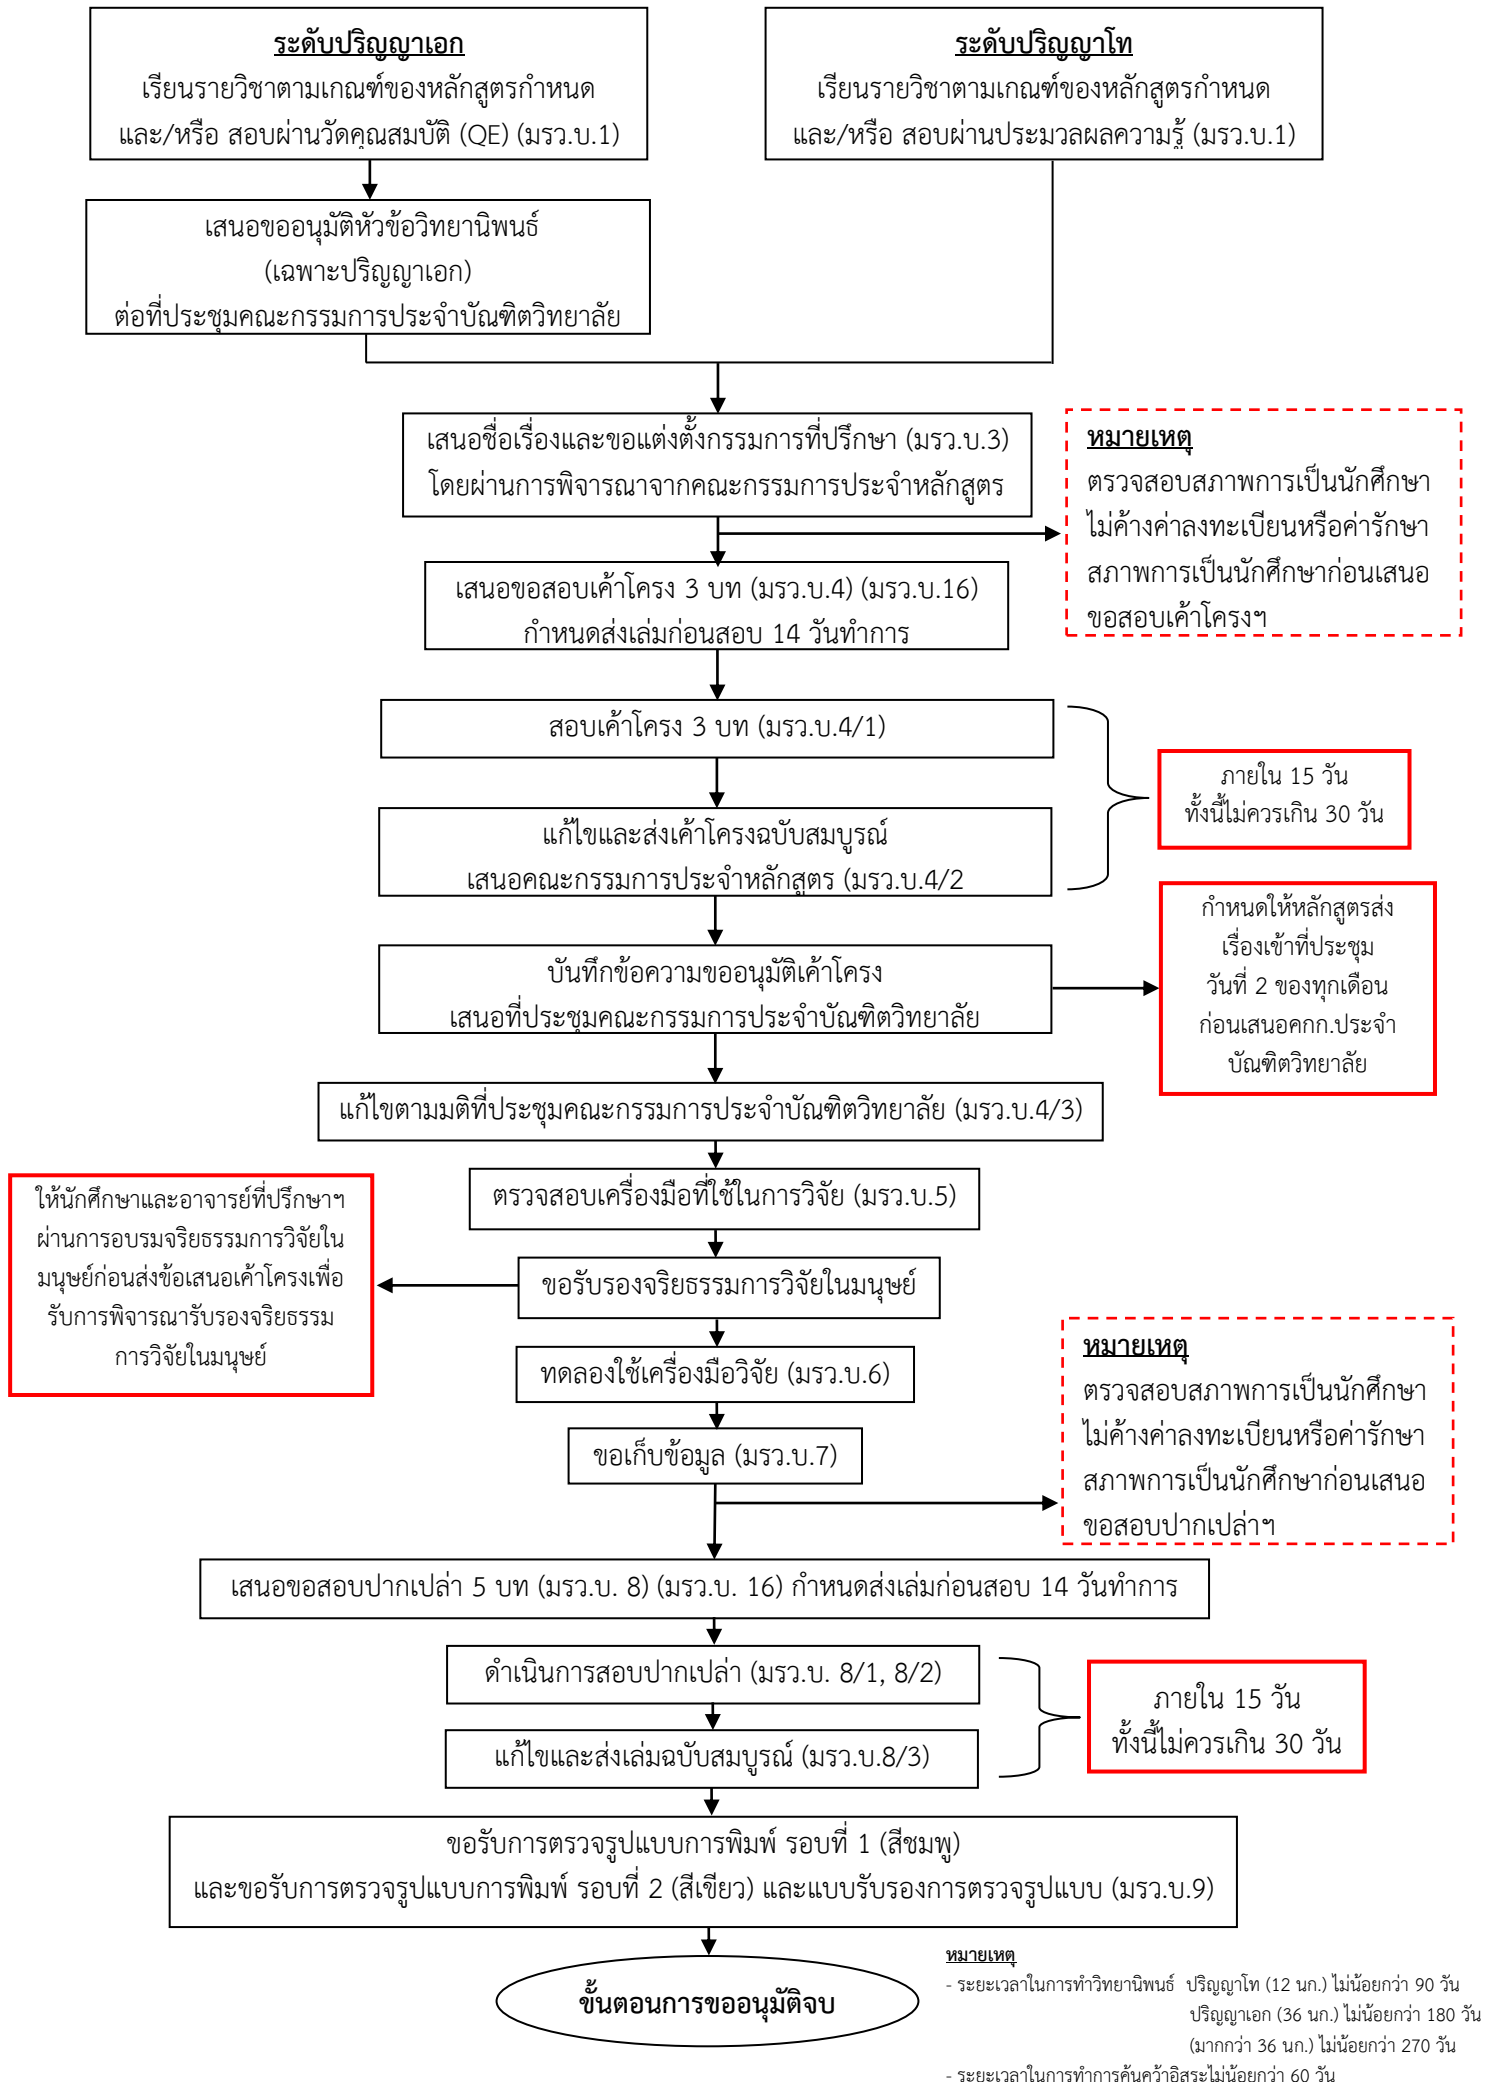 ระดับปริญญาเอก
เรียนรายวิชาตามเกณฑ์ของหลักสูตรกำหนด
และ/หรือ สอบผ่านวัดคุณสมบัติ (QE) (มรว.บ.1)
ระดับปริญญาโท
เรียนรายวิชาตามเกณฑ์ของหลักสูตรกำหนด
และ/หรือ สอบผ่านประมวลผลความรู้ (มรว.บ.1)
เสนอขออนุมัติหัวข้อวิทยานิพนธ์
(เฉพาะปริญญาเอก)
ต่อที่ประชุมคณะกรรมการประจำบัณฑิตวิทยาลัย
เสนอชื่อเรื่องและขอแต่งตั้งกรรมการที่ปรึกษา (มรว.บ.3)
โดยผ่านการพิจารณาจากคณะกรรมการประจำหลักสูตร
หมายเหตุ
ตรวจสอบสภาพการเป็นนักศึกษา
ไม่ค้างค่าลงทะเบียนหรือค่ารักษา
สภาพการเป็นนักศึกษาก่อนเสนอ
ขอสอบเค้าโครงฯ
เสนอขอสอบเค้าโครง 3 บท (มรว.บ.4) (มรว.บ.16)
กำหนดส่งเล่มก่อนสอบ 14 วันทำการ
สอบเค้าโครง 3 บท (มรว.บ.4/1)
ภายใน 15 วัน
ทั้งนี้ไม่ควรเกิน 30 วัน
แก้ไขและส่งเค้าโครงฉบับสมบูรณ์
เสนอคณะกรรมการประจำหลักสูตร (มรว.บ.4/2
กำหนดให้หลักสูตรส่ง
เรื่องเข้าที่ประชุม
วันที่ 2 ของทุกเดือน
ก่อนเสนอคกก.ประจำ
บัณฑิตวิทยาลัย
บันทึกข้อความขออนุมัติเค้าโครง
เสนอที่ประชุมคณะกรรมการประจำบัณฑิตวิทยาลัย
แก้ไขตามมติที่ประชุมคณะกรรมการประจำบัณฑิตวิทยาลัย (มรว.บ.4/3)
ตรวจสอบเครื่องมือที่ใช้ในการวิจัย (มรว.บ.5)
ให้นักศึกษาและอาจารย์ที่ปรึกษาฯ
ผ่านการอบรมจริยธรรมการวิจัยใน
มนุษย์ก่อนส่งข้อเสนอเค้าโครงเพื่อ
รับการพิจารณารับรองจริยธรรม
การวิจัยในมนุษย์
ขอรับรองจริยธรรมการวิจัยในมนุษย์
ทดลองใช้เครื่องมือวิจัย (มรว.บ.6)
ขอเก็บข้อมูล (มรว.บ.7)
หมายเหตุ
ตรวจสอบสภาพการเป็นนักศึกษา
ไม่ค้างค่าลงทะเบียนหรือค่ารักษา
สภาพการเป็นนักศึกษาก่อนเสนอ
ขอสอบปากเปล่าฯ
เสนอขอสอบปากเปล่า 5 บท (มรว.บ. 8) (มรว.บ. 16) กำหนดส่งเล่มก่อนสอบ 14 วันทำการ
ดำเนินการสอบปากเปล่า (มรว.บ. 8/1, 8/2)
ภายใน 15 วัน
ทั้งนี้ไม่ควรเกิน 30 วัน
แก้ไขและส่งเล่มฉบับสมบูรณ์ (มรว.บ.8/3)
ขอรับการตรวจรูปแบบการพิมพ์ รอบที่ 1 (สีชมพู)
และขอรับการตรวจรูปแบบการพิมพ์ รอบที่ 2 (สีเขียว) และแบบรับรองการตรวจรูปแบบ (มรว.บ.9)
ขั้นตอนการขออนุมัติจบ
หมายเหตุ
- ระยะเวลาในการทำวิทยานิพนธ์ ปริญญาโท (12 นก.) ไม่น้อยกว่า 90 วัน
ปริญญาเอก (36 นก.) ไม่น้อยกว่า 180 วัน
(มากกว่า 36 นก.) ไม่น้อยกว่า 270 วัน
- ระยะเวลาในการทำการค้นคว้าอิสระไม่น้อยกว่า 60 วัน